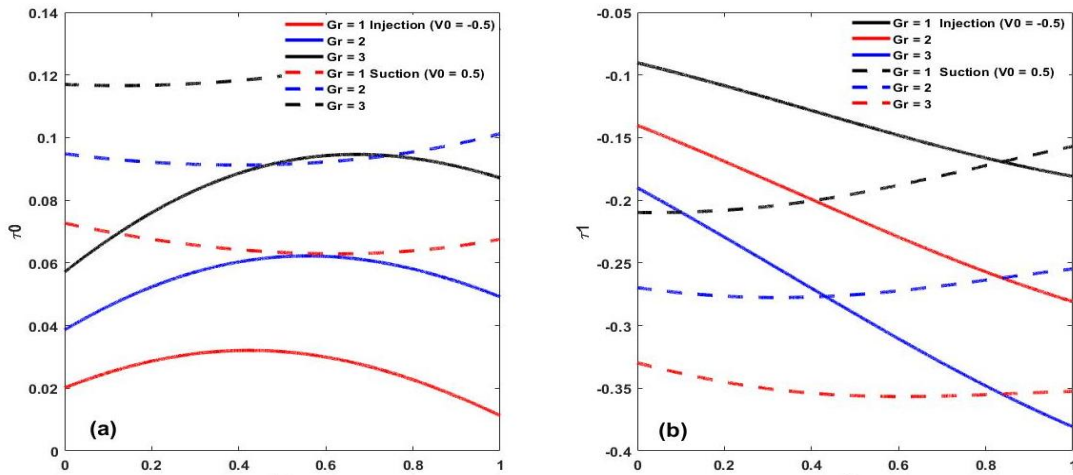 0.14
0.12
0.1
0.08
0.06
0.04
0.02
0
τ0
Gr = 1 Injection (V0 = -0.5)
Gr = 2
Gr = 3
Gr = 1 Suction (V0 = 0.5)
Gr = 2
Gr = 3
(a)
0 0.2 0.4 0.6 0.8 1
-0.05
-0.1
-0.15
-0.2
-0.25
-0.3
-0.35
-0.4
τ1
Gr = 1 Injection (V0 = -0.5)
Gr = 2
Gr = 3
Gr = 1 Suction (V0 = 0.5)
Gr = 2
Gr = 3
(b)
0 0.2 0.4 0.6 0.8 1